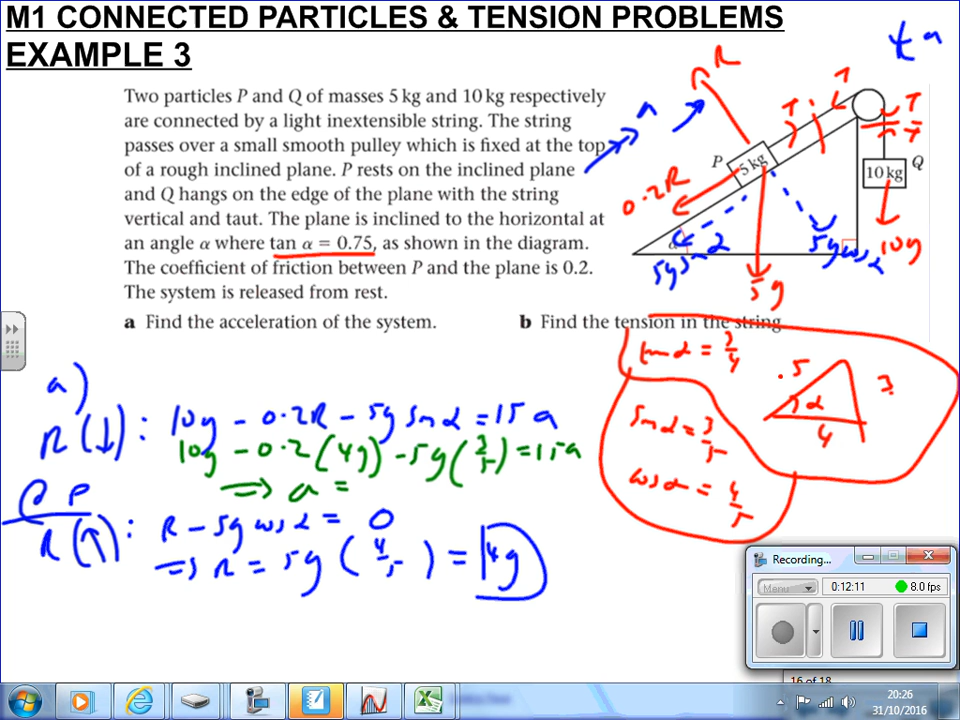 M1 CONNECTED PARTICLES & TENSION PROBLEMS
EXAMPLE 3
Two particles P and Q of masses 5 kg and 10 kg respectively
are connected by a light inextensible string. The string
passes over a small smooth pulley which is fixed at the top
of a rough inclined plane. P rests on the inclined plane
and Q hangs on the edge of the plane with the string
vertical and taut. The plane is inclined to the horizontal at
an angle α where tan α = 0.75, as shown in the diagram.
The coefficient of friction between P and the plane is 0.2.
The system is released from rest.
a Find the acceleration of the system.
b Find the tension in the string.
R
a
a
T
T
T
T
P
5 kg
10 kg
Q
0.2R
5g sin α
5g
5g cos α
10g
a)
R(↓): 10g - 0.2R - 5g sin α = 15a
10g - 0.2(4g) - 5g(3/5) = 15a
⇒ a =
@ P
R(↑): R - 5g cos α = 0
⇒ R = 5g(4/5) = 4g
tan α = 3/4
sin α = 3/5
cos α = 4/5
5
3
α
4
Recording...
Menu
0:12:11
8.0 fps
16 of 18
20:26
31/10/2016